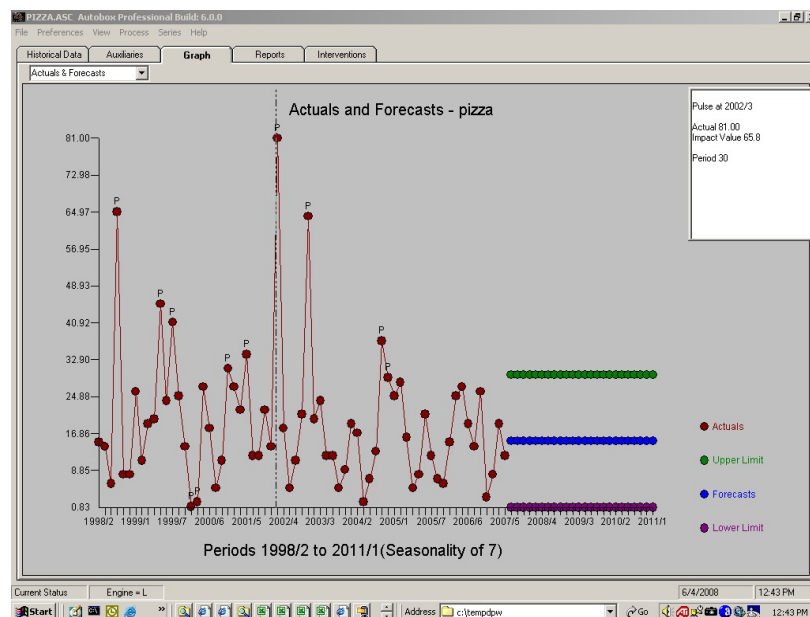 PIZZA.ASC Autobox Professional Build: 6.0.0
File Preferences View Process Series Help
Historical Data Auxiliaries Graph Reports Interventions
Actuals & Forecasts
Actuals and Forecasts - pizza
Pulse at 2002/3
Actual 81.00
Impact Value 65.8
Period 30
81.00
72.98
64.97
56.95
48.93
40.92
32.90
24.88
16.86
8.85
0.83
P
P
P
P
P
P
P
P
P
P
P
Actuals
Upper Limit
Forecasts
Lower Limit
1998/2 1999/1 1999/7 2000/6 2001/5 2002/4 2003/3 2004/2 2005/1 2005/7 2006/6 2007/5 2008/4 2009/3 2010/2 2011/1
Periods 1998/2 to 2011/1(Seasonality of 7)
Current Status Engine = L 6/4/2008 12:43 PM
Start » Address c:\tempdpw Go 12:43 PM